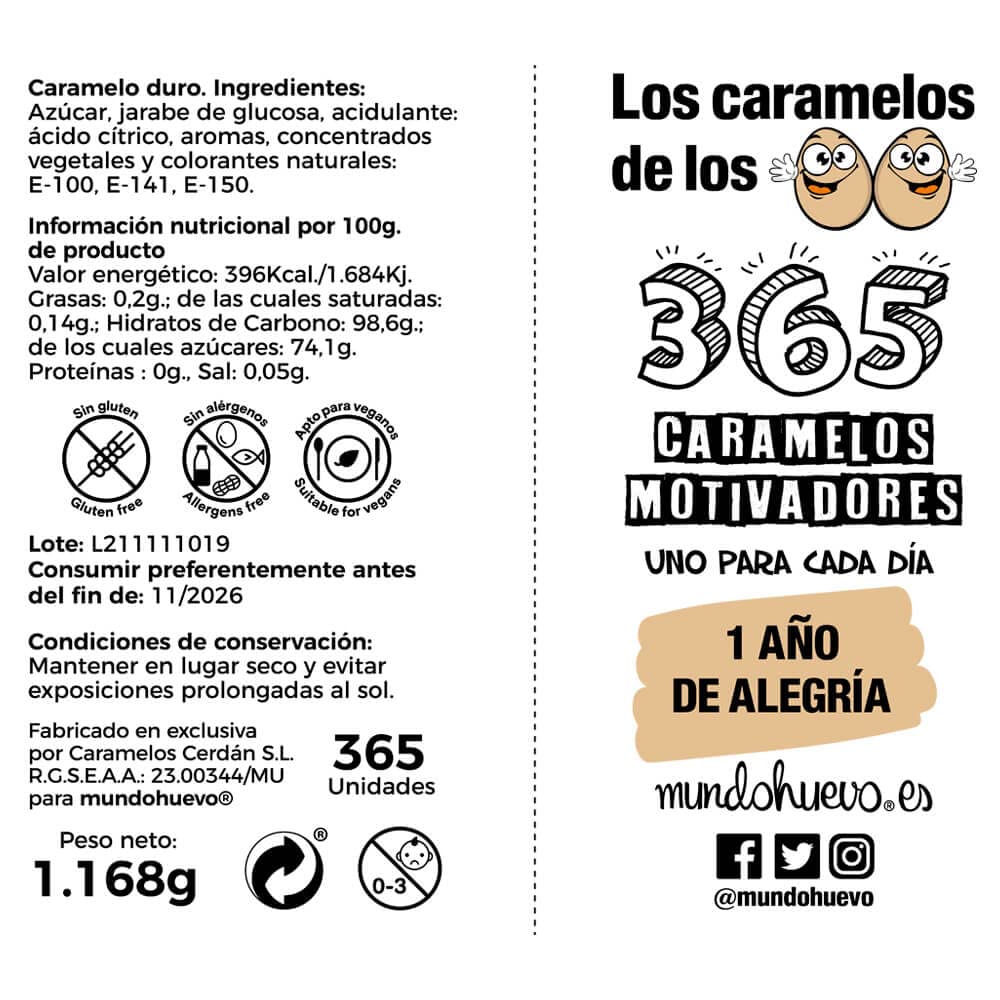 Caramelo duro. Ingredientes:
Azúcar, jarabe de glucosa, acidulante:
ácido cítrico, aromas, concentrados
vegetales y colorantes naturales:
E-100, E-141, E-150.
Información nutricional por 100g.
de producto
Valor energético: 396Kcal./1.684Kj.
Grasas: 0,2g.; de las cuales saturadas:
0,14g.; Hidratos de Carbono: 98,6g.;
de los cuales azúcares: 74,1g.
Proteínas : 0g., Sal: 0,05g.
Sin gluten
Gluten free
Sin alérgenos
Allergens free
Apto para veganos
Suitable for vegans
Lote: L211111019
Consumir preferentemente antes
del fin de: 11/2026
Condiciones de conservación:
Mantener en lugar seco y evitar
exposiciones prolongadas al sol.
Fabricado en exclusiva
por Caramelos Cerdán S.L.
R.G.S.E.A.A.: 23.00344/MU
para mundohuevo®
365
Unidades
Peso neto:
1.168g
®
0-3
Los caramelos
de los
365
CARAMELOS
MOTIVADORES
UNO PARA CADA DÍA
1 AÑO
DE ALEGRÍA
mundohuevo®.es
@mundohuevo